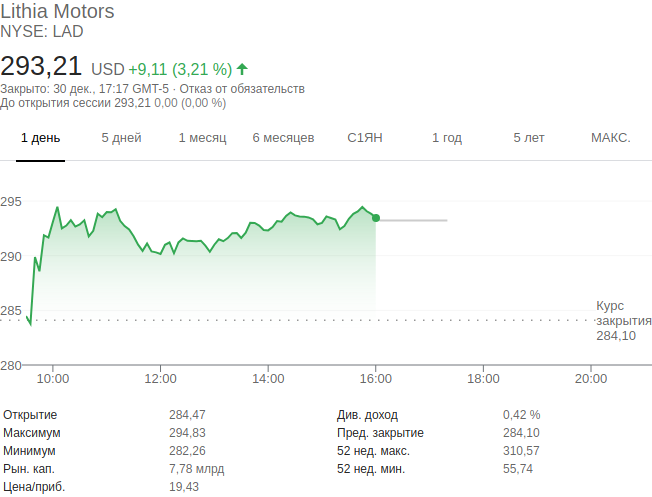 Lithia Motors
NYSE: LAD
293,21 USD +9,11 (3,21 %)
Закрыто: 30 дек., 17:17 GMT-5 · Отказ от обязательств
До открытия сессии 293,21 0,00 (0,00 %)
1 день 5 дней 1 месяц 6 месяцев С1ЯН 1 год 5 лет МАКС.
295
290
285
280
Курс
закрытия
284,10
10:00 12:00 14:00 16:00 18:00 20:00
Открытие 284,47 Див. доход 0,42 %
Максимум 294,83 Пред. закрытие 284,10
Минимум 282,26 52 нед. макс. 310,57
Рын. кап. 7,78 млрд 52 нед. мин. 55,74
Цена/приб. 19,43